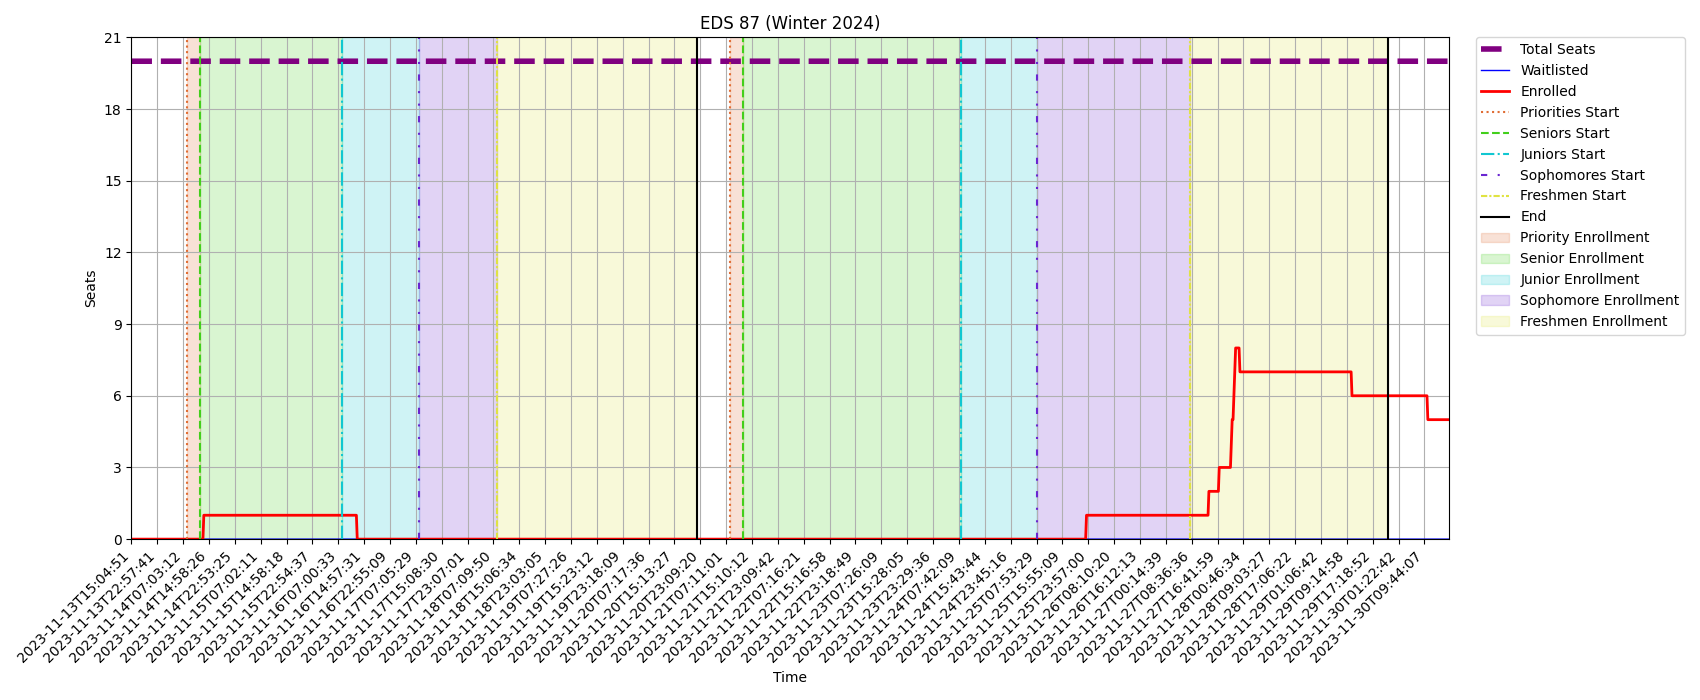 EDS 87 (Winter 2024)
Seats
21
18
15
12
9
6
3
0
2023-11-13T15:04:51
2023-11-13T22:57:41
2023-11-14T07:03:12
2023-11-14T14:58:26
2023-11-14T22:53:25
2023-11-15T07:02:11
2023-11-15T14:58:18
2023-11-15T22:54:37
2023-11-16T07:00:33
2023-11-16T14:57:31
2023-11-16T22:55:09
2023-11-17T07:05:29
2023-11-17T15:08:30
2023-11-17T23:07:01
2023-11-18T07:09:50
2023-11-18T15:06:34
2023-11-18T23:03:05
2023-11-19T07:27:26
2023-11-19T15:23:12
2023-11-19T23:18:09
2023-11-20T07:17:36
2023-11-20T15:13:27
2023-11-20T23:09:20
2023-11-21T07:11:01
2023-11-21T15:10:12
2023-11-21T23:09:42
2023-11-22T07:16:21
2023-11-22T15:16:58
2023-11-22T23:18:49
2023-11-23T07:26:09
2023-11-23T15:28:05
2023-11-23T23:29:36
2023-11-24T07:42:09
2023-11-24T15:43:44
2023-11-24T23:45:16
2023-11-25T07:53:29
2023-11-25T15:55:09
2023-11-25T23:57:00
2023-11-26T08:10:20
2023-11-26T16:12:13
2023-11-27T00:14:39
2023-11-27T08:36:36
2023-11-27T16:41:59
2023-11-28T00:46:34
2023-11-28T09:03:27
2023-11-28T17:06:22
2023-11-29T01:06:42
2023-11-29T09:14:58
2023-11-29T17:18:52
2023-11-30T01:22:42
2023-11-30T09:44:07
Time
Total Seats
Waitlisted
Enrolled
Priorities Start
Seniors Start
Juniors Start
Sophomores Start
Freshmen Start
End
Priority Enrollment
Senior Enrollment
Junior Enrollment
Sophomore Enrollment
Freshmen Enrollment